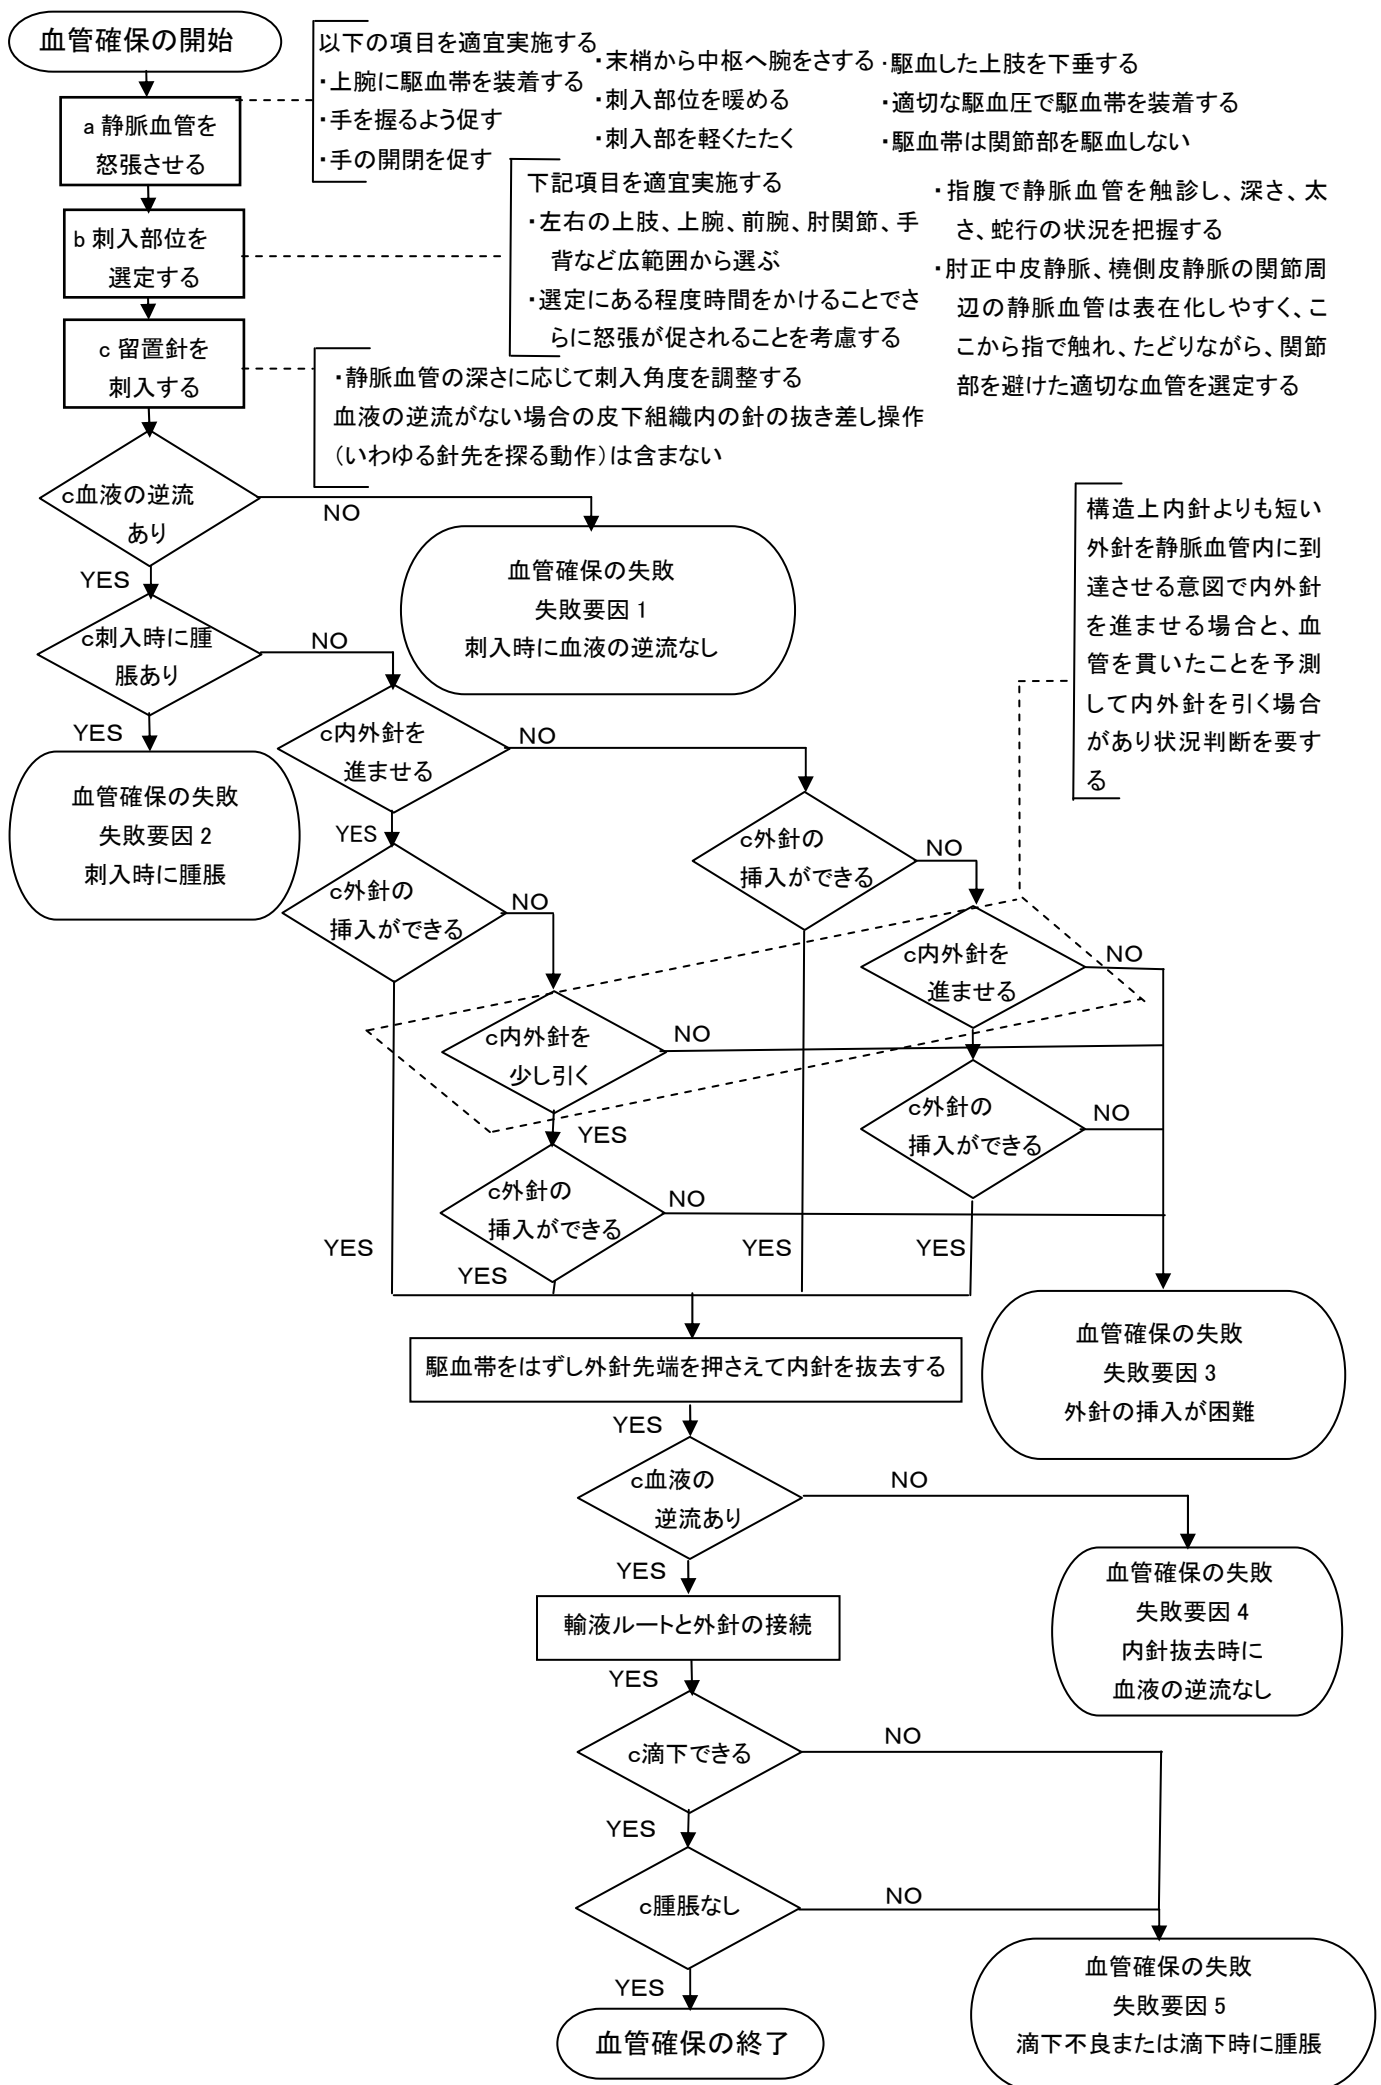 血管確保の開始
以下の項目を適宜実施する
・上腕に駆血帯を装着する
・手を握るよう促す
・手の開閉を促す
・末梢から中枢へ腕をさする
・刺入部位を暖める
・刺入部を軽くたたく
・駆血した上肢を下垂する
・適切な駆血圧で駆血帯を装着する
・駆血帯は関節部を駆血しない
a 静脈血管を
怒張させる
下記項目を適宜実施する
・左右の上肢、上腕、前腕、肘関節、手
背など広範囲から選ぶ
・選定にある程度時間をかけることでさ
らに怒張が促されることを考慮する
・指腹で静脈血管を触診し、深さ、太
さ、蛇行の状況を把握する
・肘正中皮静脈、橈側皮静脈の関節周
辺の静脈血管は表在化しやすく、こ
こから指で触れ、たどりながら、関節
部を避けた適切な血管を選定する
b 刺入部位を
選定する
c 留置針を
刺入する
・静脈血管の深さに応じて刺入角度を調整する
血液の逆流がない場合の皮下組織内の針の抜き差し操作
(いわゆる針先を探る動作)は含まない
c血液の逆流
あり
NO
YES
血管確保の失敗
失敗要因 1
刺入時に血液の逆流なし
構造上内針よりも短い
外針を静脈血管内に到
達させる意図で内外針
を進ませる場合と、血
管を貫いたことを予測
して内外針を引く場合
があり状況判断を要す
る
c刺入時に腫
脹あり
NO
YES
血管確保の失敗
失敗要因 2
刺入時に腫脹
c内外針を
進ませる
NO
YES
c外針の
挿入ができる
NO
c外針の
挿入ができる
NO
c内外針を
進ませる
NO
c内外針を
少し引く
NO
YES
c外針の
挿入ができる
NO
c外針の
挿入ができる
NO
YES
YES
YES
YES
血管確保の失敗
失敗要因 3
外針の挿入が困難
駆血帯をはずし外針先端を押さえて内針を抜去する
YES
c血液の
逆流あり
NO
YES
血管確保の失敗
失敗要因 4
内針抜去時に
血液の逆流なし
輸液ルートと外針の接続
YES
c滴下できる
NO
YES
c腫脹なし
NO
YES
血管確保の失敗
失敗要因 5
滴下不良または滴下時に腫脹
血管確保の終了